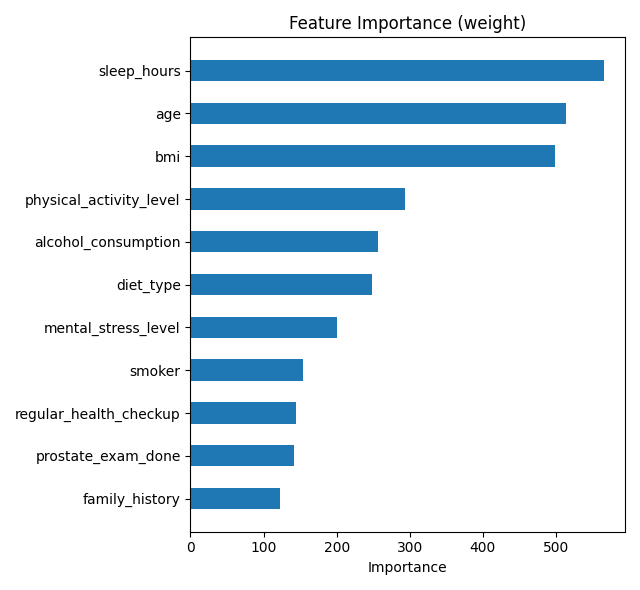 Feature Importance (weight)
sleep_hours
age
bmi
physical_activity_level
alcohol_consumption
diet_type
mental_stress_level
smoker
regular_health_checkup
prostate_exam_done
family_history
0 100 200 300 400 500
Importance